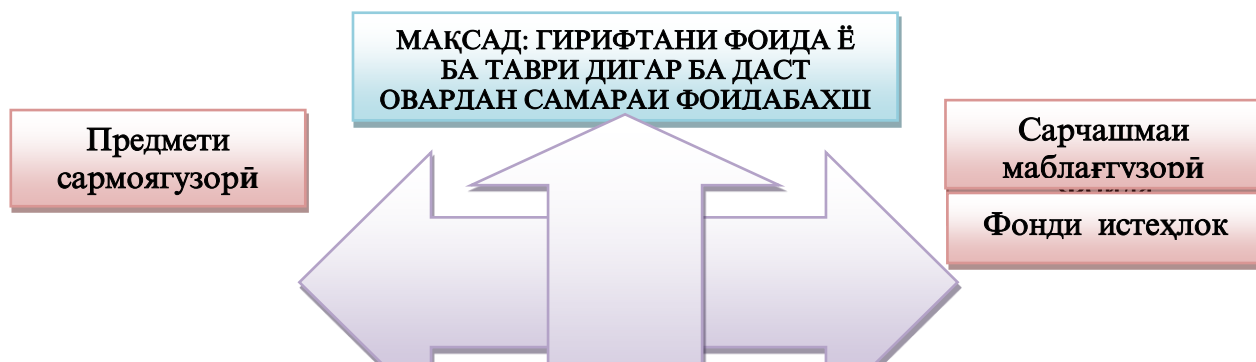 МАҚСАД: ГИРИФТАНИ ФОИДА Ё
БА ТАВРИ ДИГАР БА ДАСТ
ОВАРДАН САМАРАИ ФОИДАБАХШ
Предмети
сармоягузорӣ
Сарчашмаи
маблағгузорӣ
Фонди истеҳлок